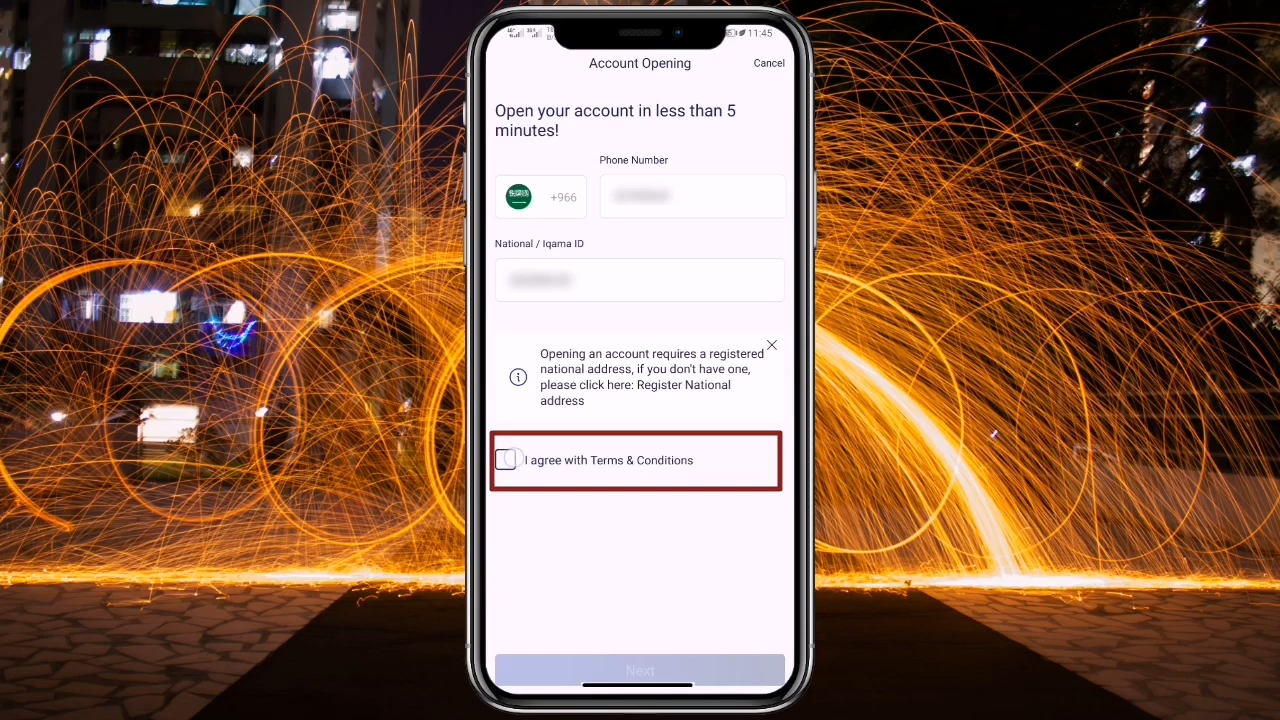 11:45
Account Opening
Cancel
Open your account in less than 5
minutes!
Phone Number
+966
National / Iqama ID
Opening an account requires a registered
national address, if you don't have one,
please click here: Register National
address
I agree with Terms & Conditions
Next